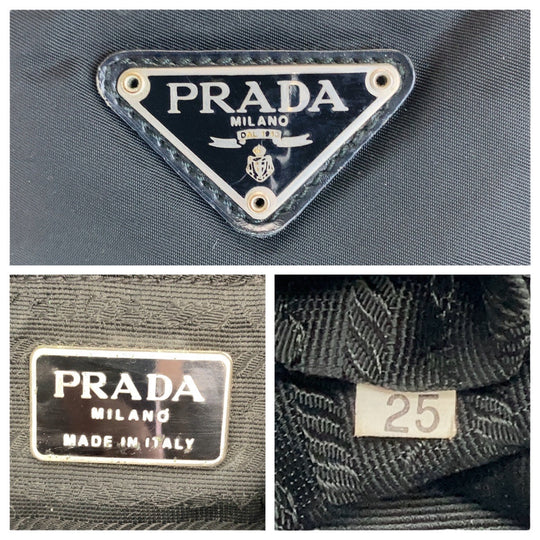 PRADA
MILANO
DAL 1913
PRADA
MILANO
MADE IN ITALY
25